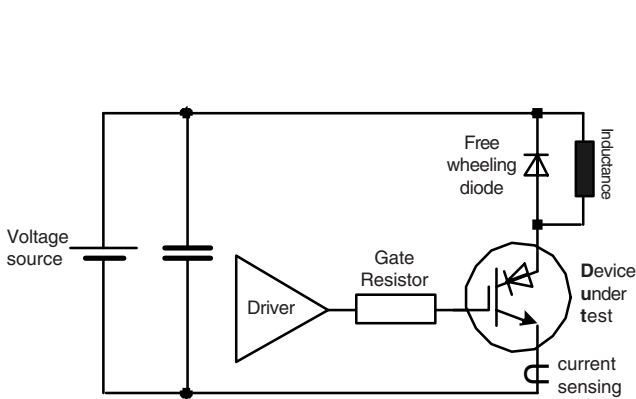 Free
wheeling
diode
Inductance
Voltage
source
Gate
Resistor
Driver
Device
under
test
current
sensing